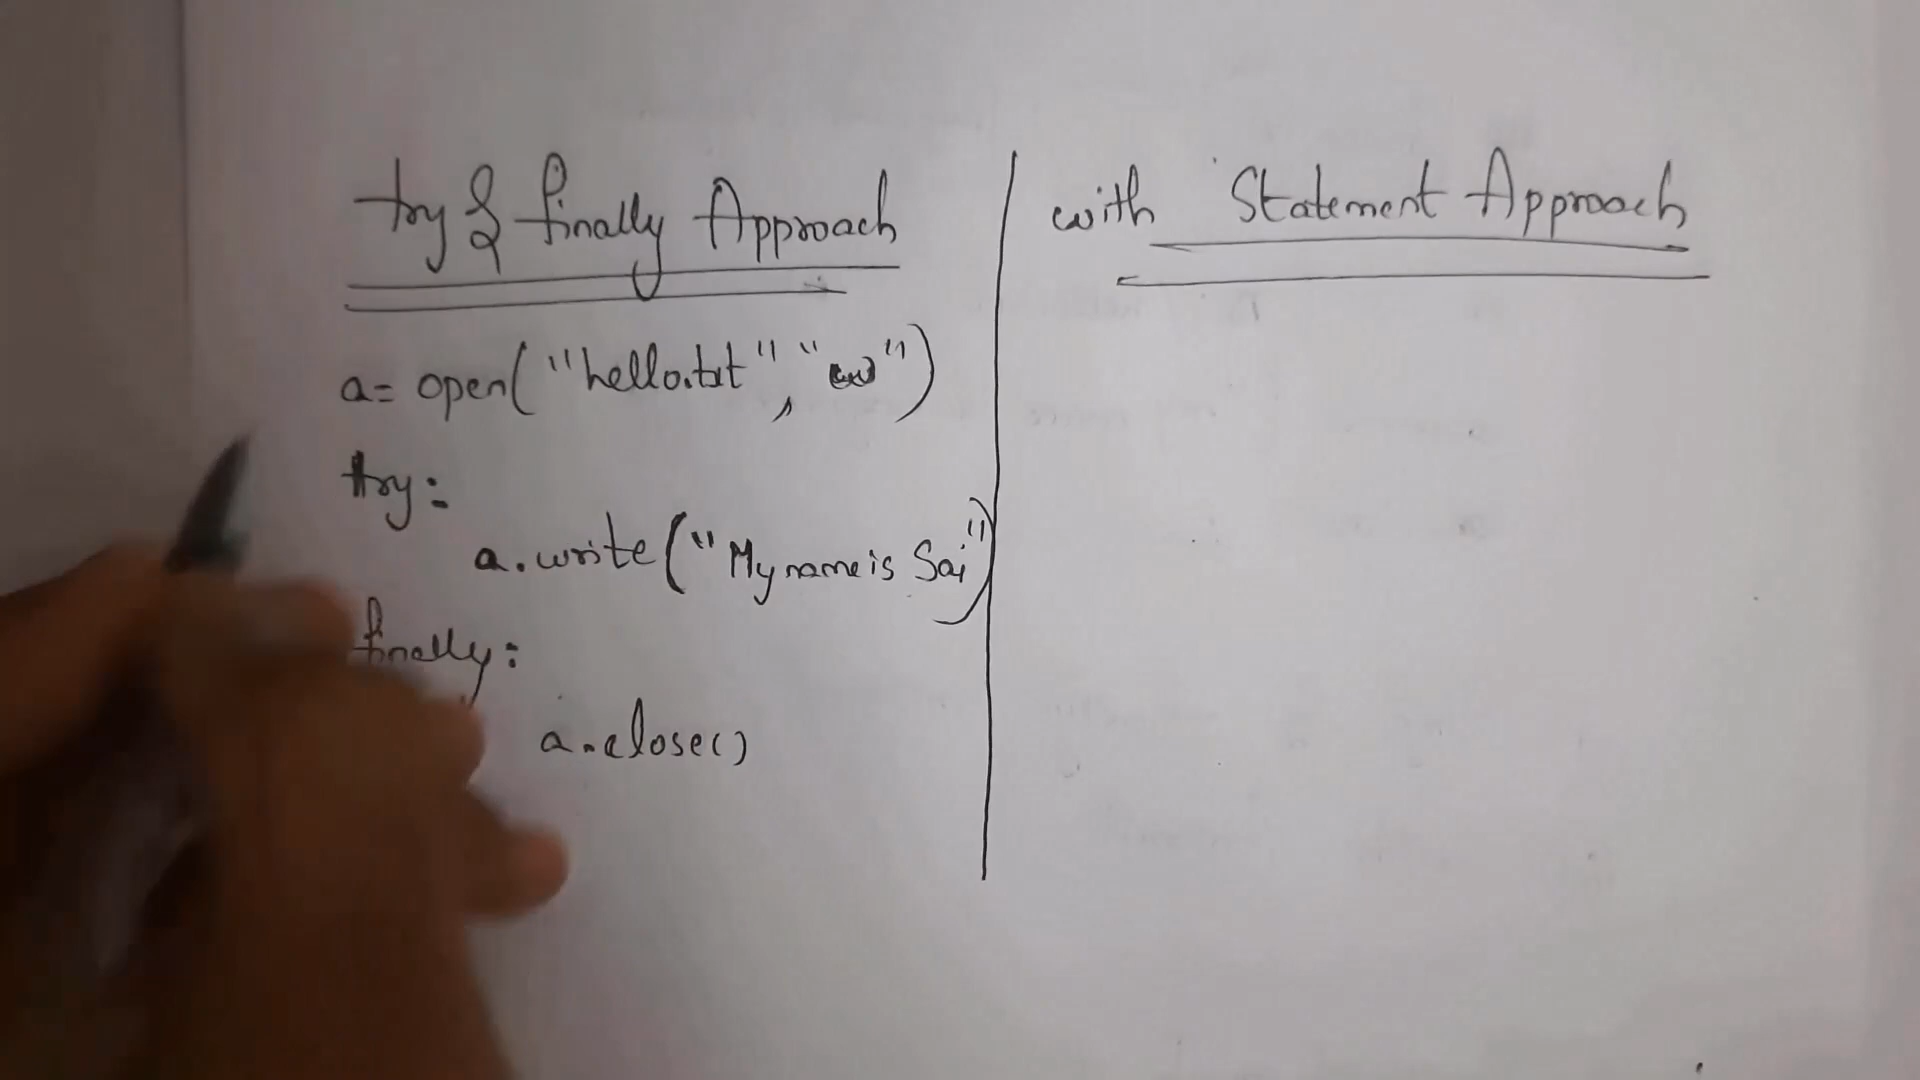 try & finally Approach
a= open("hello.txt", "w")
try:
a.write("My name is Sai")
finally:
a.close()
with Statement Approach